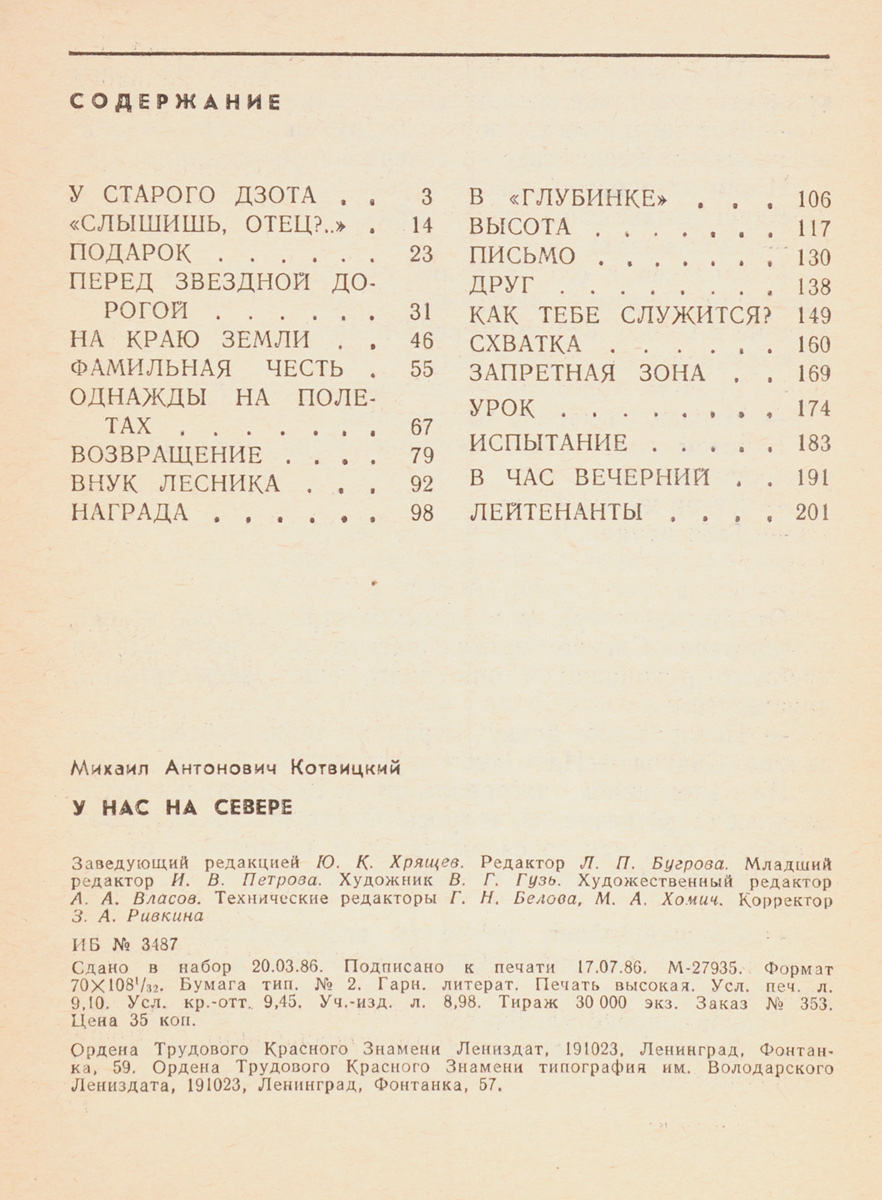 СОДЕРЖАНИЕ
У СТАРОГО ДЗОТА . . 3
«СЛЫШИШЬ, ОТЕЦ?..» . 14
ПОДАРОК . . . . . . 23
ПЕРЕД ЗВЕЗДНОЙ ДО-
РОГОЙ . . . . . . 31
НА КРАЮ ЗЕМЛИ . . 46
ФАМИЛЬНАЯ ЧЕСТЬ . 55
ОДНАЖДЫ НА ПОЛЕ-
ТАХ . . . . . . . 67
ВОЗВРАЩЕНИЕ . . . . 79
ВНУК ЛЕСНИКА . . . 92
НАГРАДА . . . . . . 98
В «ГЛУБИНКЕ» . . . 106
ВЫСОТА . . . . . . . 117
ПИСЬМО . . . . . . . 130
ДРУГ . . . . . . . . 138
КАК ТЕБЕ СЛУЖИТСЯ? 149
СХВАТКА . . . . . . 160
ЗАПРЕТНАЯ ЗОНА . . 169
УРОК . . . . . . . . 174
ИСПЫТАНИЕ . . . . . 183
В ЧАС ВЕЧЕРНИЙ . . 191
ЛЕЙТЕНАНТЫ . . . . 201
Михаил Антонович Котвицкий
У НАС НА СЕВЕРЕ
Заведующий редакцией Ю. К. Хрящев. Редактор Л. П. Бугрова. Младший
редактор И. В. Петрова. Художник В. Г. Гузь. Художественный редактор
А. А. Власов. Технические редакторы Г. Н. Белова, М. А. Хомич. Корректор
З. А. Ривкина
ИБ № 3487
Сдано в набор 20.03.86. Подписано к печати 17.07.86. М-27935. Формат
70×108¹/₃₂. Бумага тип. № 2. Гарн. литерат. Печать высокая. Усл. печ. л.
9,10. Усл. кр.-отт. 9,45. Уч.-изд. л. 8,98. Тираж 30 000 экз. Заказ № 353.
Цена 35 коп.
Ордена Трудового Красного Знамени Лениздат, 191023, Ленинград, Фонтан-
ка, 59. Ордена Трудового Красного Знамени типография им. Володарского
Лениздата, 191023, Ленинград, Фонтанка, 57.